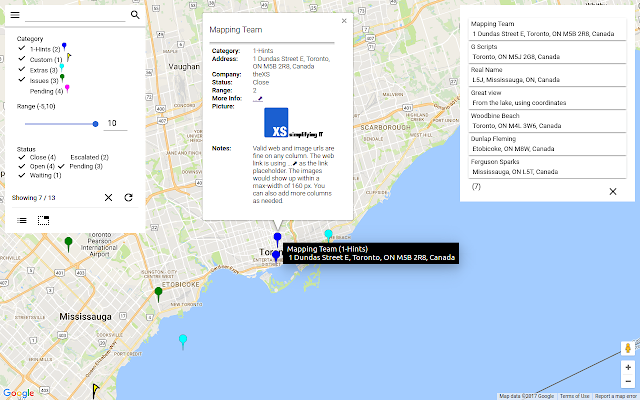 Category
1-Hints (2)
Custom (1)
Extras (3)
Issues (3)
Pending (4)
Range (-5,10)
10
Status
Close (4) Escalated (2)
Open (4) Pending (3)
Waiting (1)
Showing 7 / 13
Mapping Team
Category: 1-Hints
Address: 1 Dundas Street E, Toronto,
ON M5B 2R8, Canada
Company: theXS
Status: Close
Range: 2
More Info:
Picture:
XS simplifying IT
Notes: Valid web and image urls are
fine on any column. The web
link is using as the link
placeholder. The images
would show up within a
max-width of 160 px. You
can also add more columns
as needed.
Mapping Team
1 Dundas Street E, Toronto, ON M5B 2R8, Canada
G Scripts
Toronto, ON M5J 2G8, Canada
Real Name
L5J, Mississauga, ON, Canada
Great view
From the lake, using coordinates
Woodbine Beach
Toronto, ON M4L 3W6, Canada
Dunlap Fleming
Etobicoke, ON M8W, Canada
Ferguson Sparks
Mississauga, ON L5T, Canada
(7)
Vaughan
SCARBOROUGH
Toronto
Pearson
International
Airport
ETOBICOKE
NEW TORONTO
Mississauga
PORT CREDIT
Mapping Team (1-Hints)
1 Dundas Street E, Toronto, ON M5B 2R8, Canada
Google
Map data ©2017 Google
Terms of Use
Report a map error